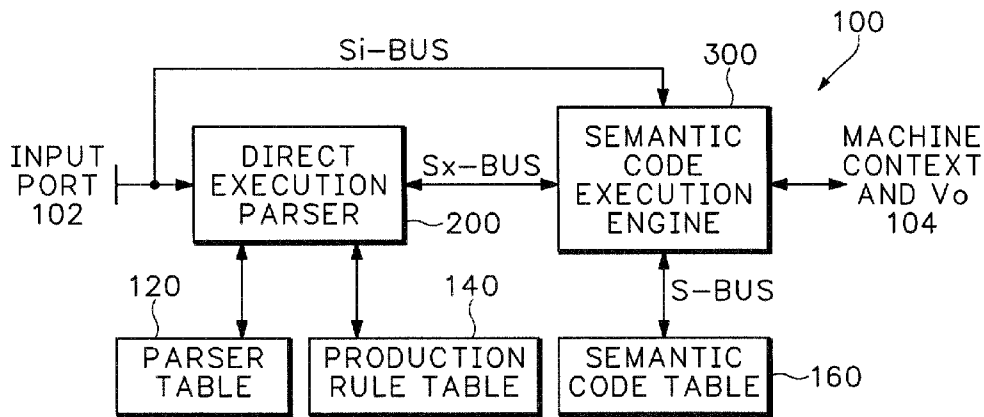 100
Si-BUS
300
INPUT
PORT
102
DIRECT
EXECUTION
PARSER
Sx-BUS
SEMANTIC
CODE
EXECUTION
ENGINE
MACHINE
CONTEXT
AND Vo
104
200
120
140
S-BUS
PARSER
TABLE
PRODUCTION
RULE TABLE
SEMANTIC
CODE TABLE
160